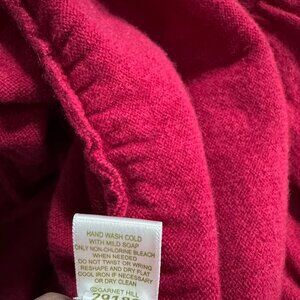 HAND WASH COLD
WITH MILD SOAP
ONLY NON-CHLORINE BLEACH
WHEN NEEDED
DO NOT TWIST OR WRING
RESHAPE AND DRY FLAT
COOL IRON IF NECESSARY
OR DRY CLEAN
©GARNET HILL